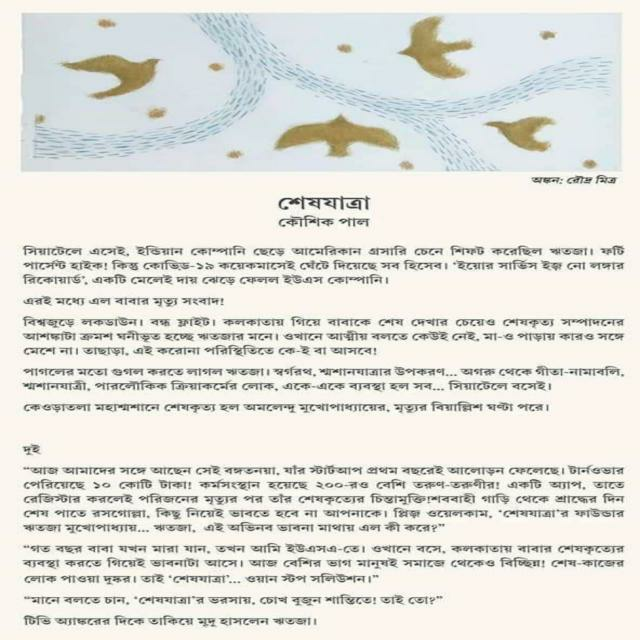 অঙ্কন: রৌদ্র মিত্র
শেষযাত্রা
কৌশিক পাল
সিয়াটেলে এসেই, ইন্ডিয়ান কোম্পানি ছেড়ে আমেরিকান গ্রসারি চেনে শিফট করেছিল ঋতজা। ফর্টি
পার্সেন্ট হাইক! কিন্তু কোভিড-১৯ কয়েকমাসেই ঘেঁটে দিয়েছে সব হিসেব। ‘ইয়োর সার্ভিস ইজ় নো লঙ্গার
রিকোয়ার্ড’, একটি মেলেই দায় ঝেড়ে ফেলল ইউএস কোম্পানি।
এরই মধ্যে এল বাবার মৃত্যু সংবাদ!
বিশ্বজুড়ে লকডাউন। বন্ধ ফ্লাইট। কলকাতায় গিয়ে বাবাকে শেষ দেখার চেয়েও শেষকৃত্য সম্পাদনের
আশঙ্কাটা ক্রমশ ঘনীভূত হচ্ছে ঋতজার মনে। ওখানে আত্মীয় বলতে কেউই নেই, মা-ও পাড়ায় কারও সঙ্গে
মেশে না। তাছাড়া, এই করোনা পরিস্থিতিতে কে-ই বা আসবে!
পাগলের মতো গুগল করতে লাগল ঋতজা। স্বর্গরথ, শ্মশানযাত্রার উপকরণ... অগরু থেকে গীতা-নামাবলি,
শ্মশানযাত্রী, পারলৌকিক ক্রিয়াকর্মের লোক, একে-একে ব্যবস্থা হল সব... সিয়াটেলে বসেই।
কেওড়াতলা মহাশ্মশানে শেষকৃত্য হল অমলেন্দু মুখোপাধ্যায়ের, মৃত্যুর বিয়াল্লিশ ঘণ্টা পরে।
দুই
“আজ আমাদের সঙ্গে আছেন সেই বঙ্গতনয়া, যাঁর স্টার্টআপ প্রথম বছরেই আলোড়ন ফেলেছে। টার্নওভার
পেরিয়েছে ১০ কোটি টাকা! কর্মসংস্থান হয়েছে ২০০-রও বেশি তরুণ-তরুণীর! একটি অ্যাপ, তাতে
রেজিস্টার করলেই পরিজনের মৃত্যুর পর তাঁর শেষকৃত্যের চিন্তামুক্তি!শববাহী গাড়ি থেকে শ্রাদ্ধের দিন
শেষ পাতে রসগোল্লা, কিছু নিয়েই ভাবতে হবে না আপনাকে। প্লিজ় ওয়েলকাম, ‘শেষযাত্রা’র ফাউন্ডার
ঋতজা মুখোপাধ্যায়... ঋতজা, এই অভিনব ভাবনা মাথায় এল কী করে?”
“গত বছর বাবা যখন মারা যান, তখন আমি ইউএসএ-তে। ওখানে বসে, কলকাতায় বাবার শেষকৃত্যের
ব্যবস্থা করতে গিয়েই ভাবনাটা আসে। আজ বেশির ভাগ মানুষই সমাজে থেকেও বিচ্ছিন্ন! শেষ-কাজের
লোক পাওয়া দুষ্কর। তাই ‘শেষযাত্রা’... ওয়ান স্টপ সলিউশন।”
“মানে বলতে চান, ‘শেষযাত্রা’র ভরসায়, চোখ বুজুন শান্তিতে! তাই তো?”
টিভি অ্যাঙ্করের দিকে তাকিয়ে মৃদু হাসলেন ঋতজা।